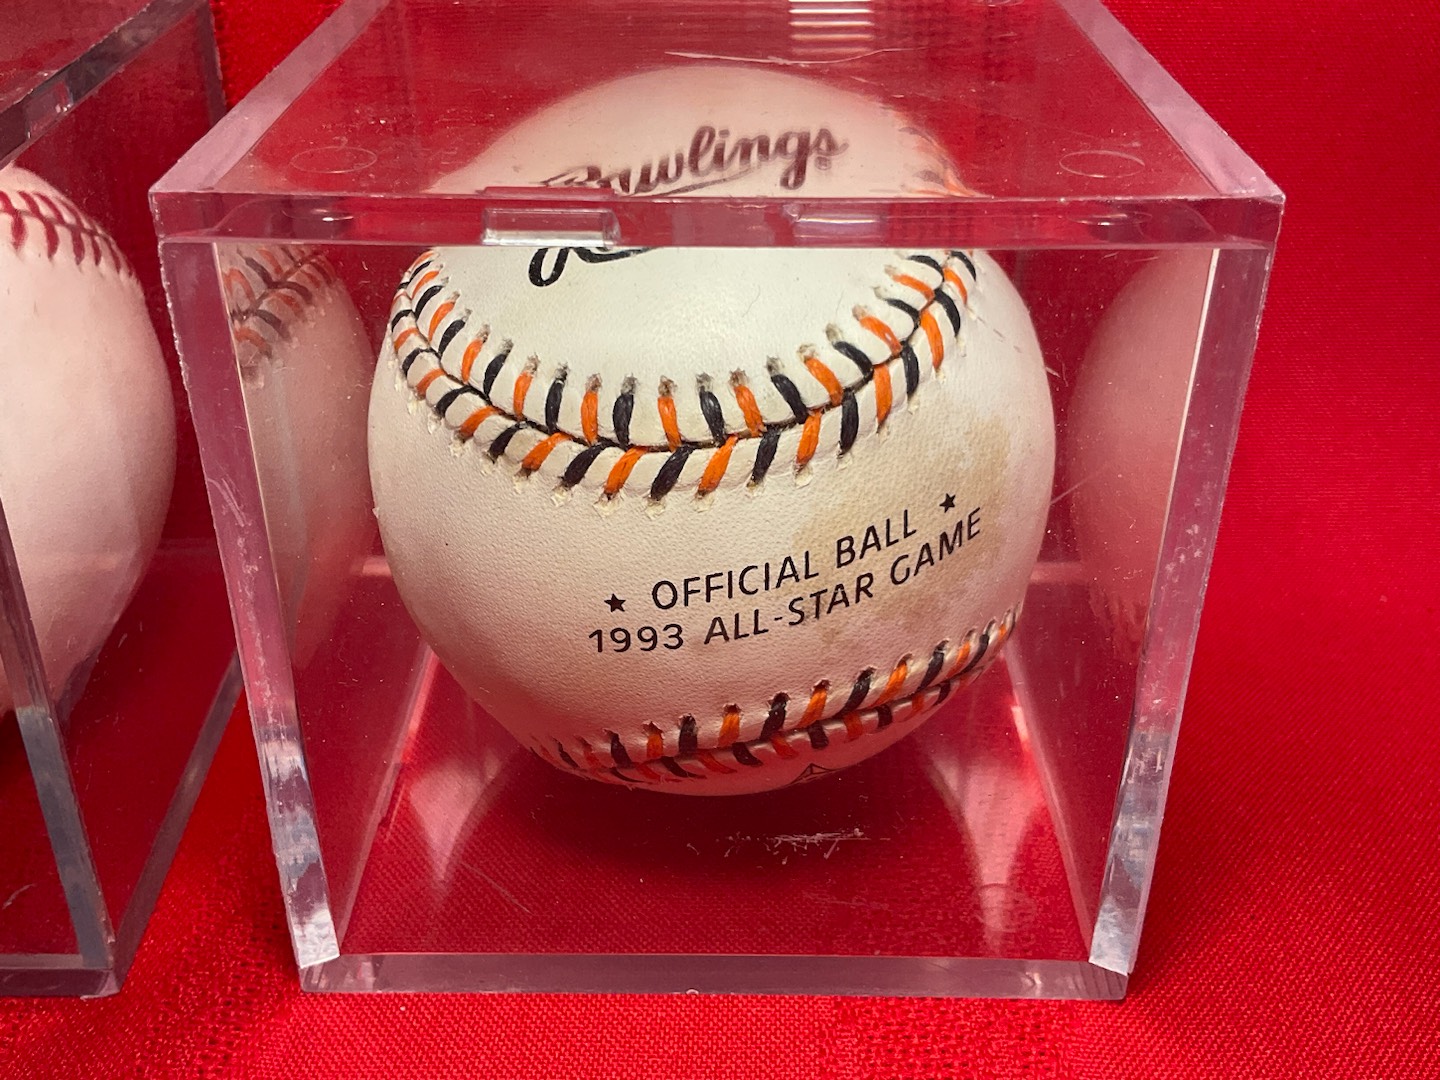 Rawlings
★ OFFICIAL BALL ★
1993 ALL-STAR GAME